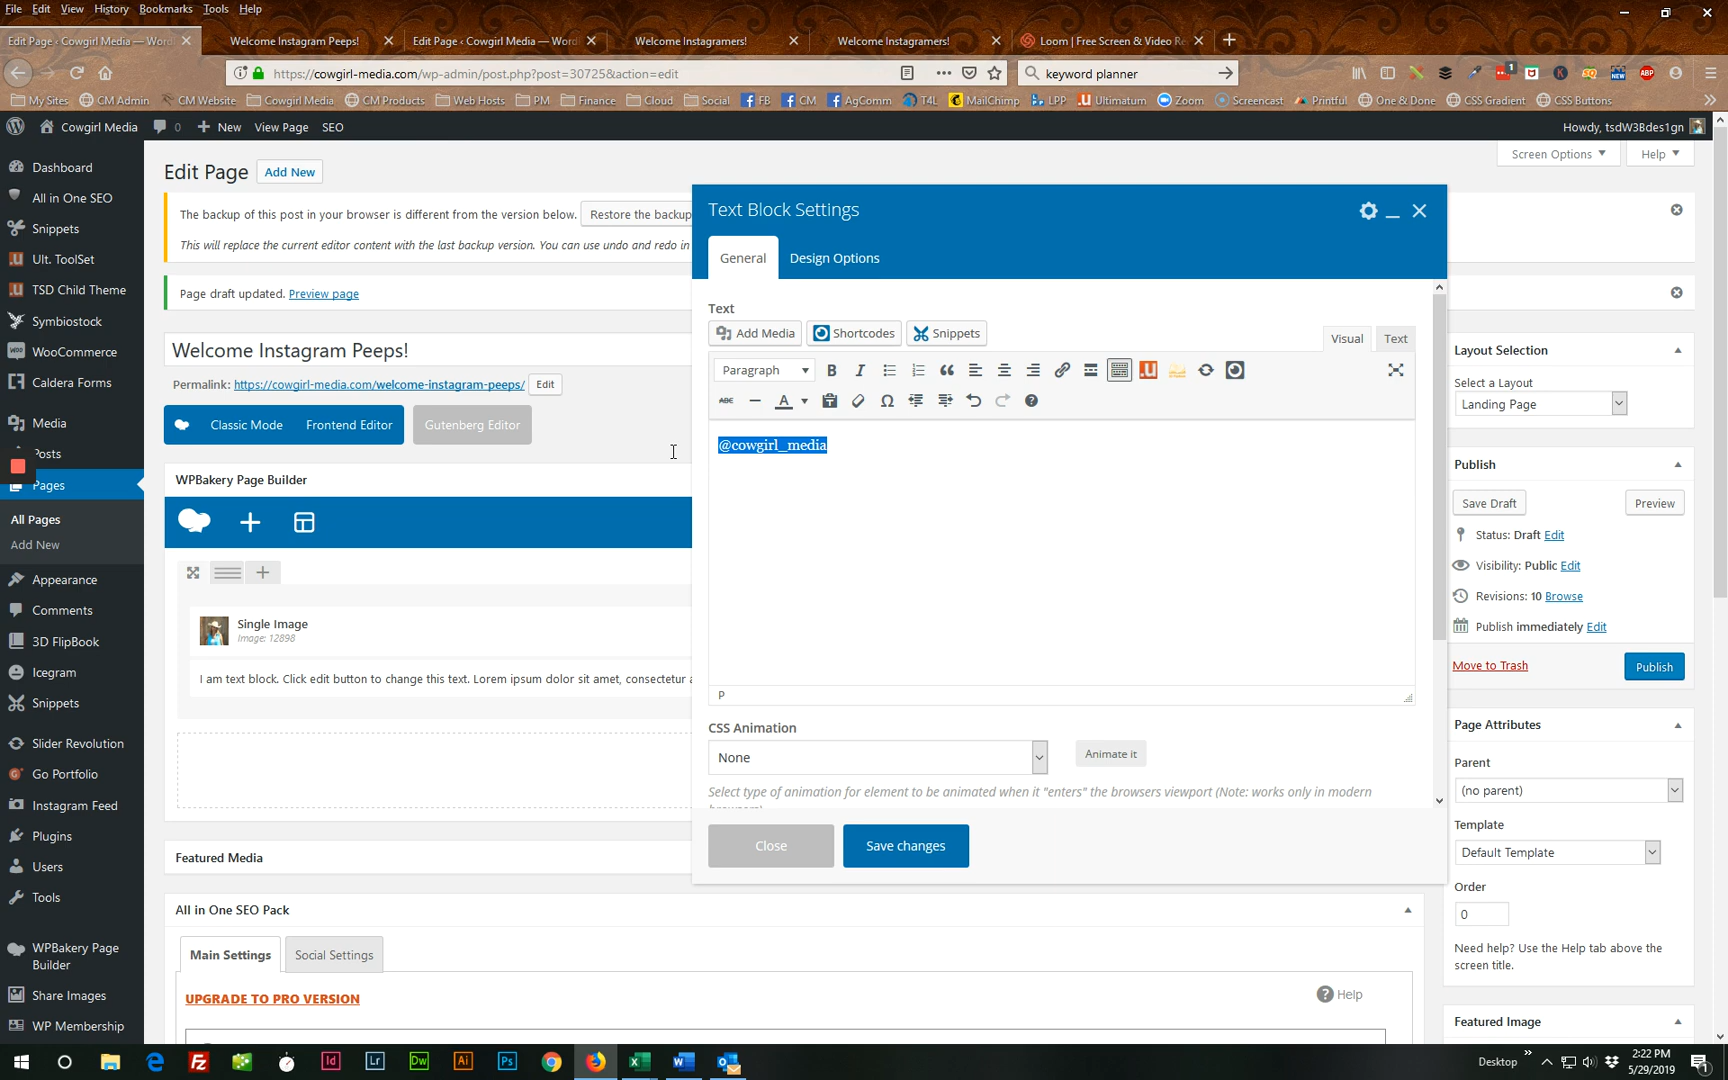 File Edit View History Bookmarks Tools Help
Edit Page ‹ Cowgirl Media — Word
Welcome Instagram Peeps!
Edit Page ‹ Cowgirl Media — Word
Welcome Instagramers!
Welcome Instagramers!
Loom | Free Screen & Video Re
https://cowgirl-media.com/wp-admin/post.php?post=30725&action=edit
keyword planner
My Sites CM Admin CM Website Cowgirl Media CM Products Web Hosts PM Finance Cloud Social FB CM AgComm T4L MailChimp LPP Ultimatum Zoom Screencast Printful One & Done CSS Gradient CSS Buttons
Cowgirl Media 0 New View Page SEO
Howdy, tsdW3Bdes1gn
Dashboard
All in One SEO
Snippets
Ult. ToolSet
TSD Child Theme
Symbiostock
WooCommerce
Caldera Forms
Media
Posts
Pages
All Pages
Add New
Appearance
Comments
3D FlipBook
Icegram
Snippets
Slider Revolution
Go Portfolio
Instagram Feed
Plugins
Users
Tools
WPBakery Page
Builder
Share Images
WP Membership
Edit Page Add New
Screen Options Help
The backup of this post in your browser is different from the version below. Restore the backup
This will replace the current editor content with the last backup version. You can use undo and redo in
Page draft updated. Preview page
Welcome Instagram Peeps!
Permalink: https://cowgirl-media.com/welcome-instagram-peeps/ Edit
Classic Mode Frontend Editor Gutenberg Editor
WPBakery Page Builder
Single Image
Image: 12898
I am text block. Click edit button to change this text. Lorem ipsum dolor sit amet, consectetur a
Featured Media
All in One SEO Pack
Main Settings Social Settings
UPGRADE TO PRO VERSION
Help
Text Block Settings
General Design Options
Text
Add Media Shortcodes Snippets
Visual Text
Paragraph B I
ABC A
@cowgirl_media
P
CSS Animation
None
Animate it
Select type of animation for element to be animated when it "enters" the browsers viewport (Note: works only in modern
browsers)
Close Save changes
Layout Selection
Select a Layout
Landing Page
Publish
Save Draft Preview
Status: Draft Edit
Visibility: Public Edit
Revisions: 10 Browse
Publish immediately Edit
Move to Trash Publish
Page Attributes
Parent
(no parent)
Template
Default Template
Order
0
Need help? Use the Help tab above the
screen title.
Featured Image
Desktop
2:22 PM
5/29/2019